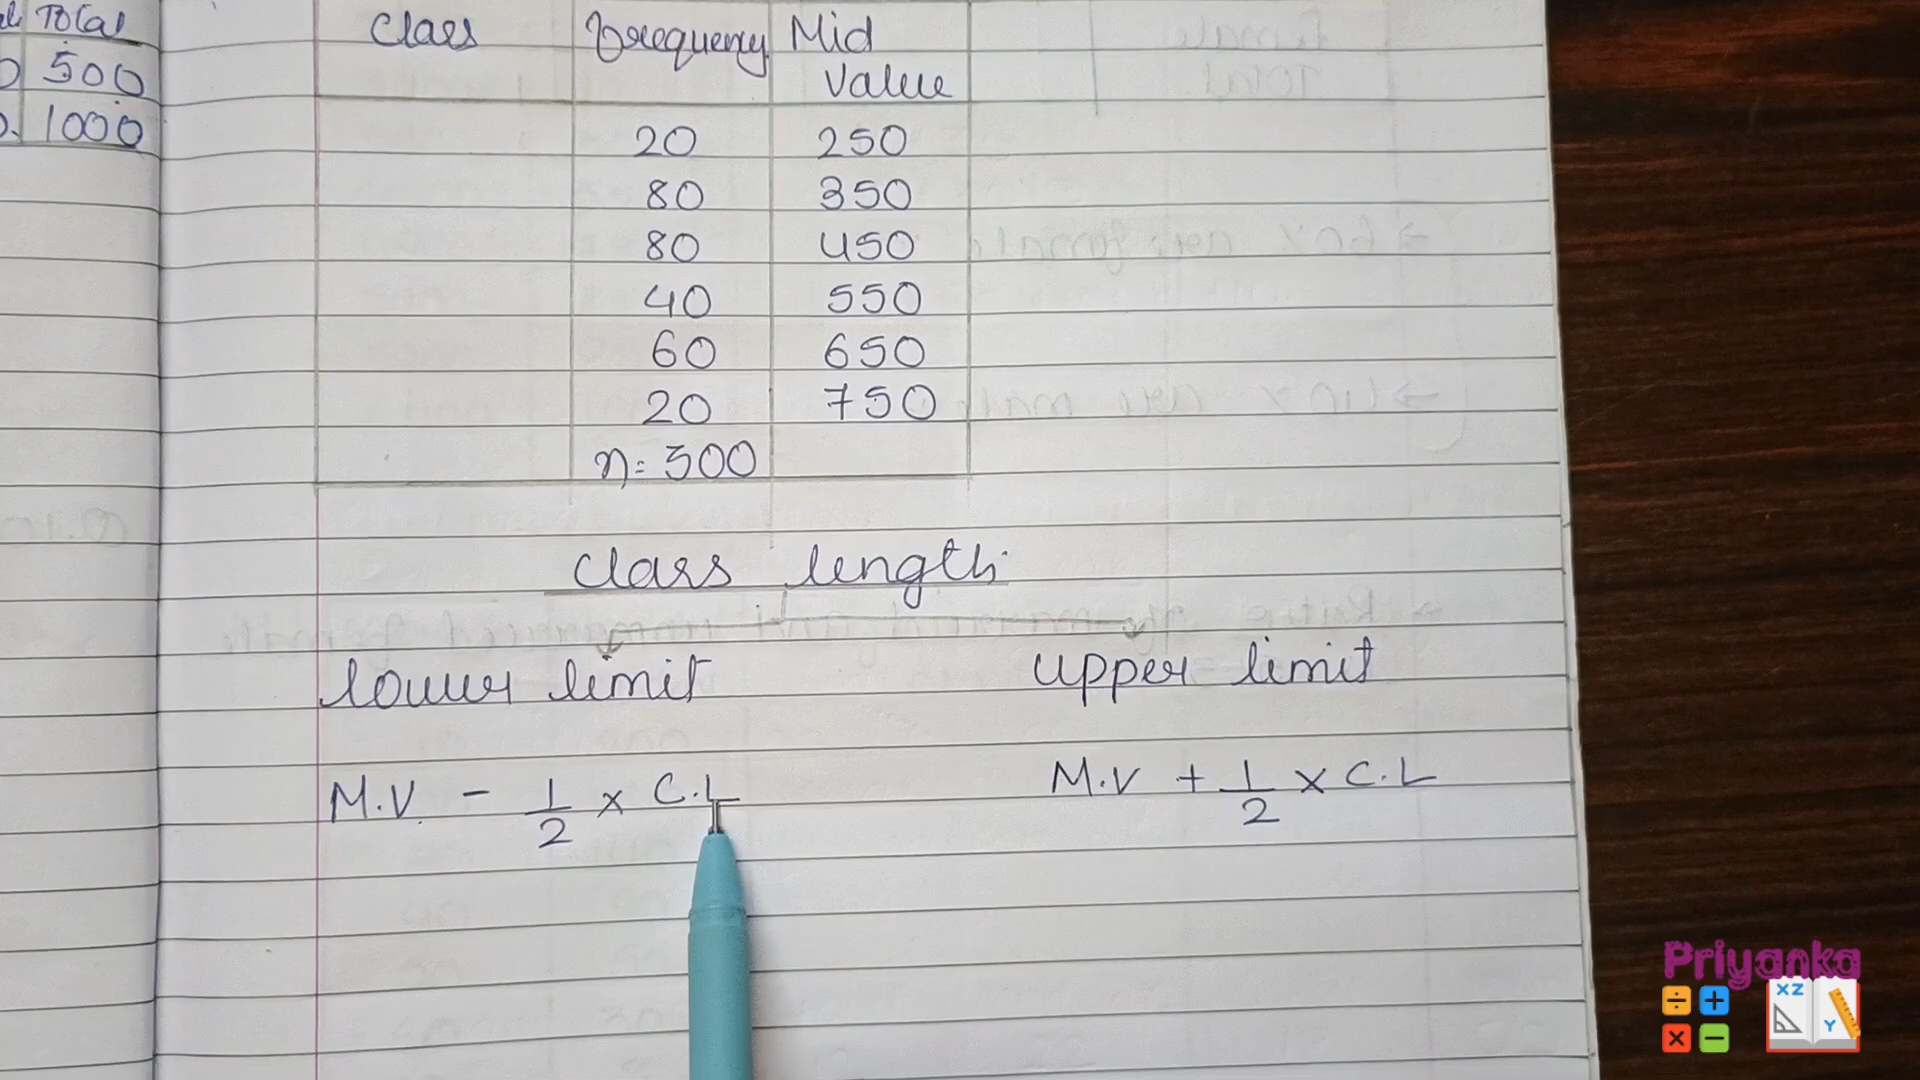 Total
500
1000
Class Frequency Mid Value
20 250
80 350
80 450
40 550
60 650
20 750
n = 300
Class length
lower limit upper limit
M.V - 1/2 x C.L M.V + 1/2 x C.L
Priyanka
XZ
Y